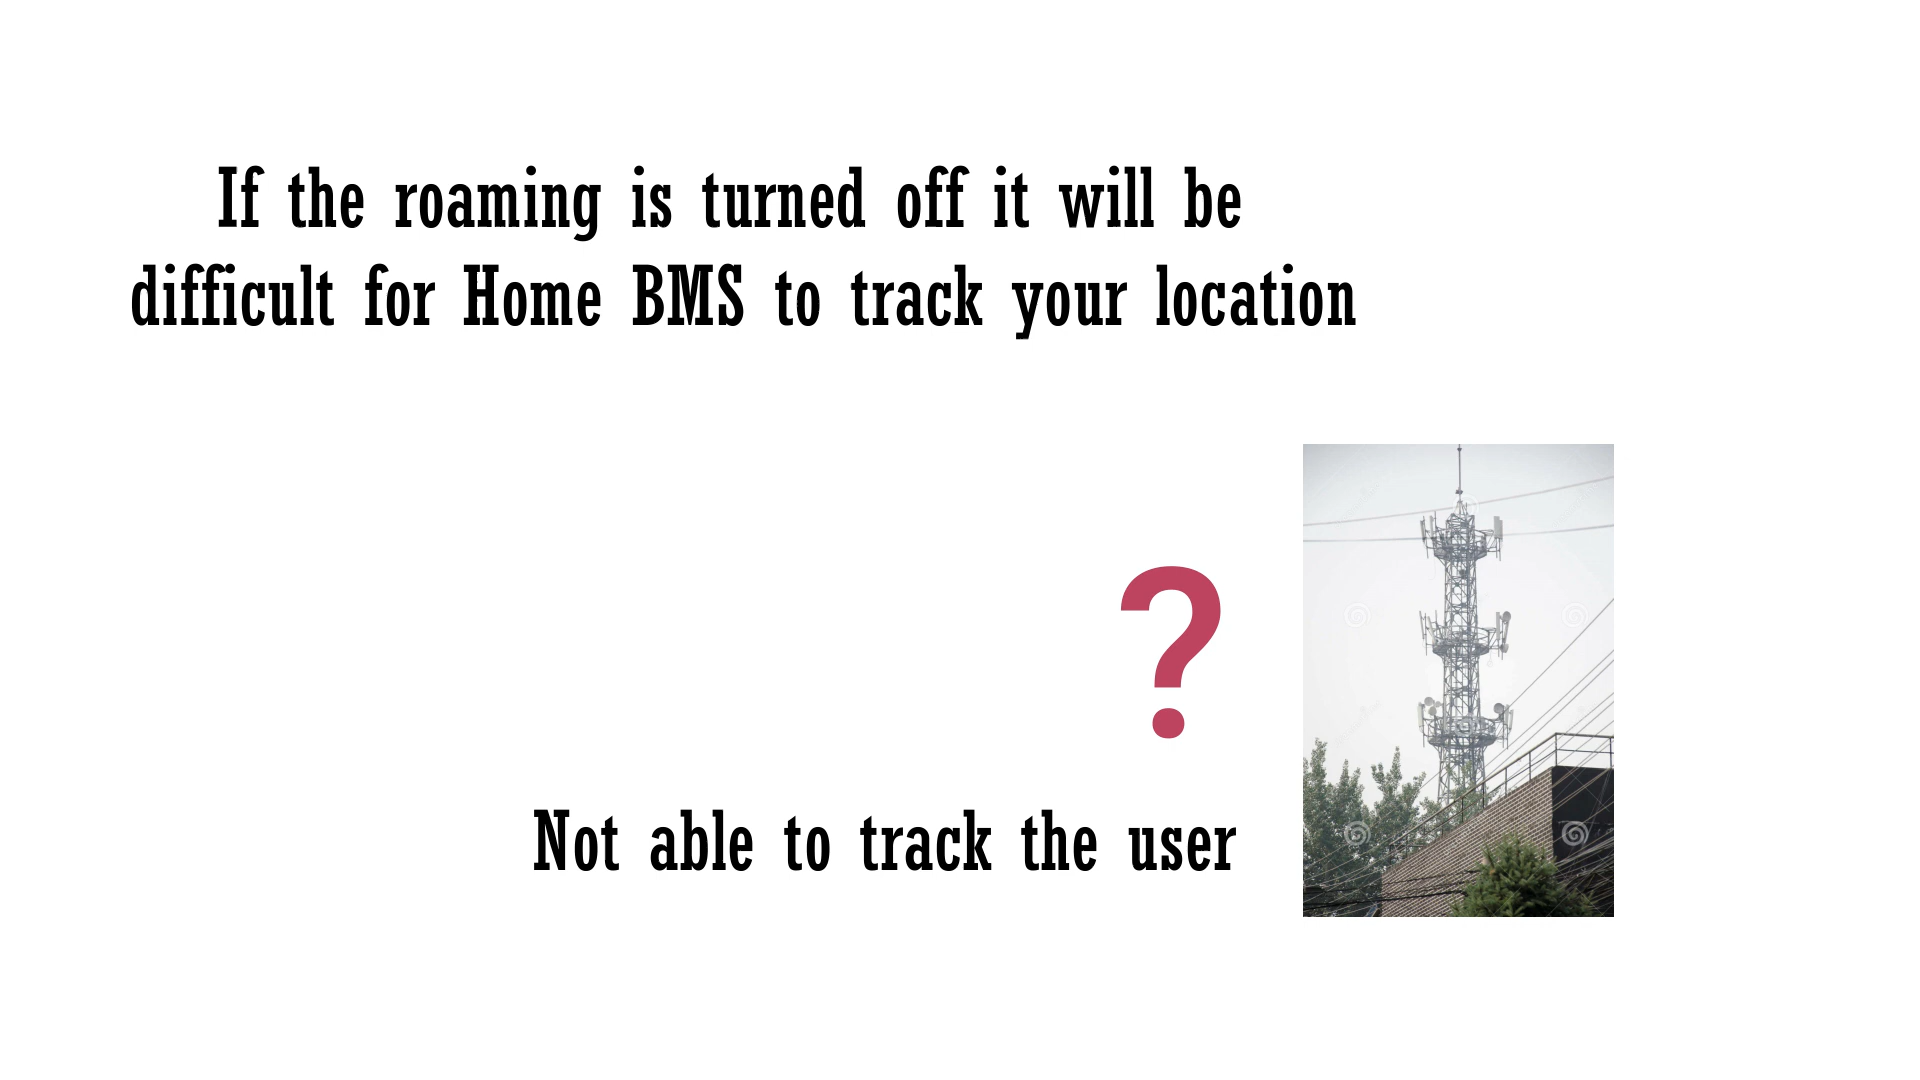 If the roaming is turned off it will be
difficult for Home BMS to track your location
?
Not able to track the user